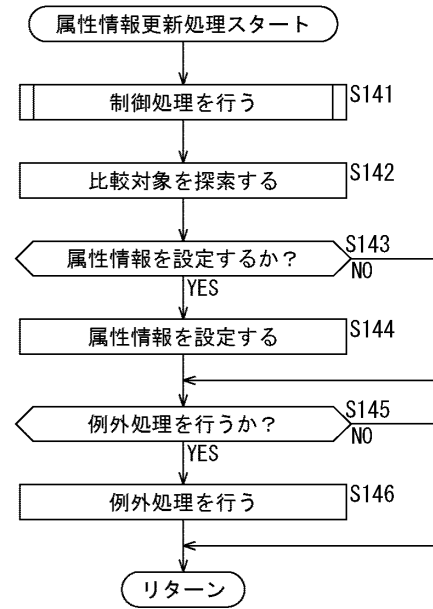 属性情報更新処理スタート
制御処理を行う
S141
比較対象を探索する
S142
属性情報を設定するか？
S143
NO
YES
属性情報を設定する
S144
例外処理を行うか？
S145
NO
YES
例外処理を行う
S146
リターン